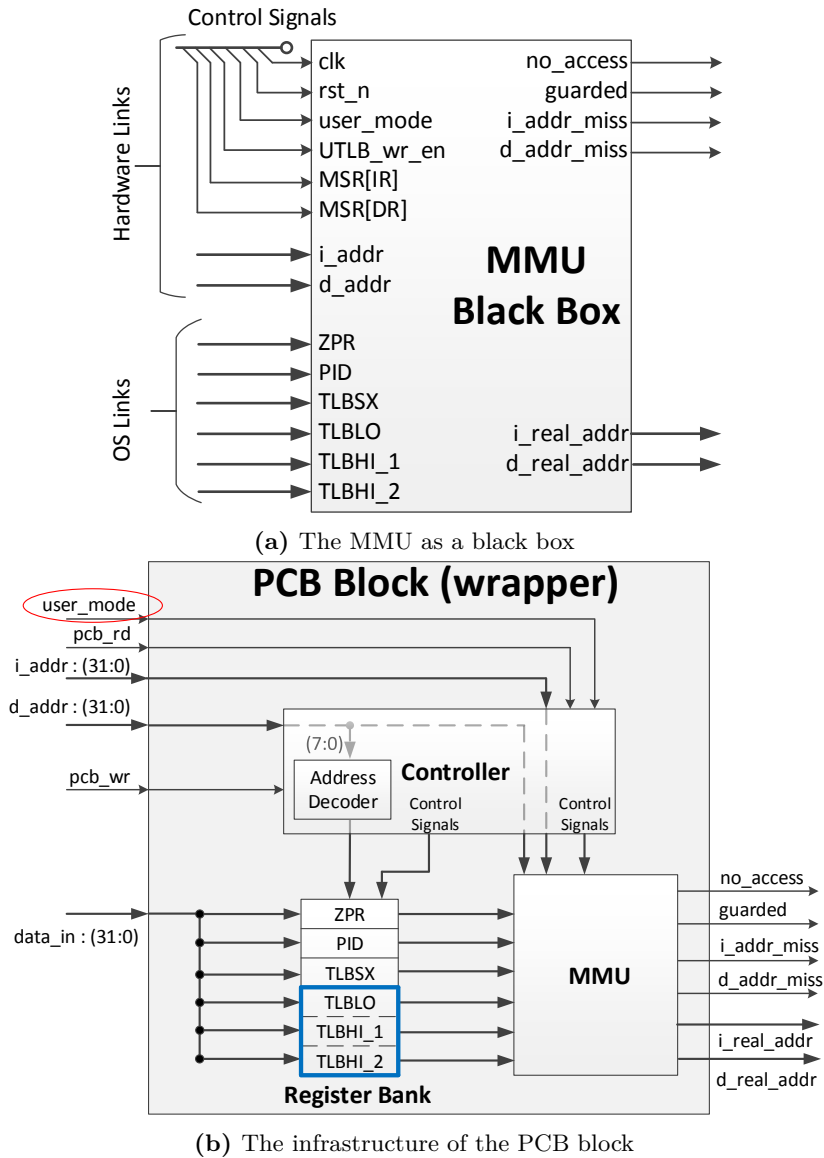 Control Signals
Hardware Links
clk
rst_n
user_mode
UTLB_wr_en
MSR[IR]
MSR[DR]
i_addr
d_addr
OS Links
ZPR
PID
TLBSX
TLBLO
TLBHI_1
TLBHI_2
MMU
Black Box
no_access
guarded
i_addr_miss
d_addr_miss
i_real_addr
d_real_addr
(a) The MMU as a black box
PCB Block (wrapper)
user_mode
pcb_rd
i_addr : (31:0)
d_addr : (31:0)
pcb_wr
data_in : (31:0)
(7:0)
Address
Decoder
Controller
Control
Signals
Control
Signals
ZPR
PID
TLBSX
TLBLO
TLBHI_1
TLBHI_2
Register Bank
MMU
no_access
guarded
i_addr_miss
d_addr_miss
i_real_addr
d_real_addr
(b) The infrastructure of the PCB block